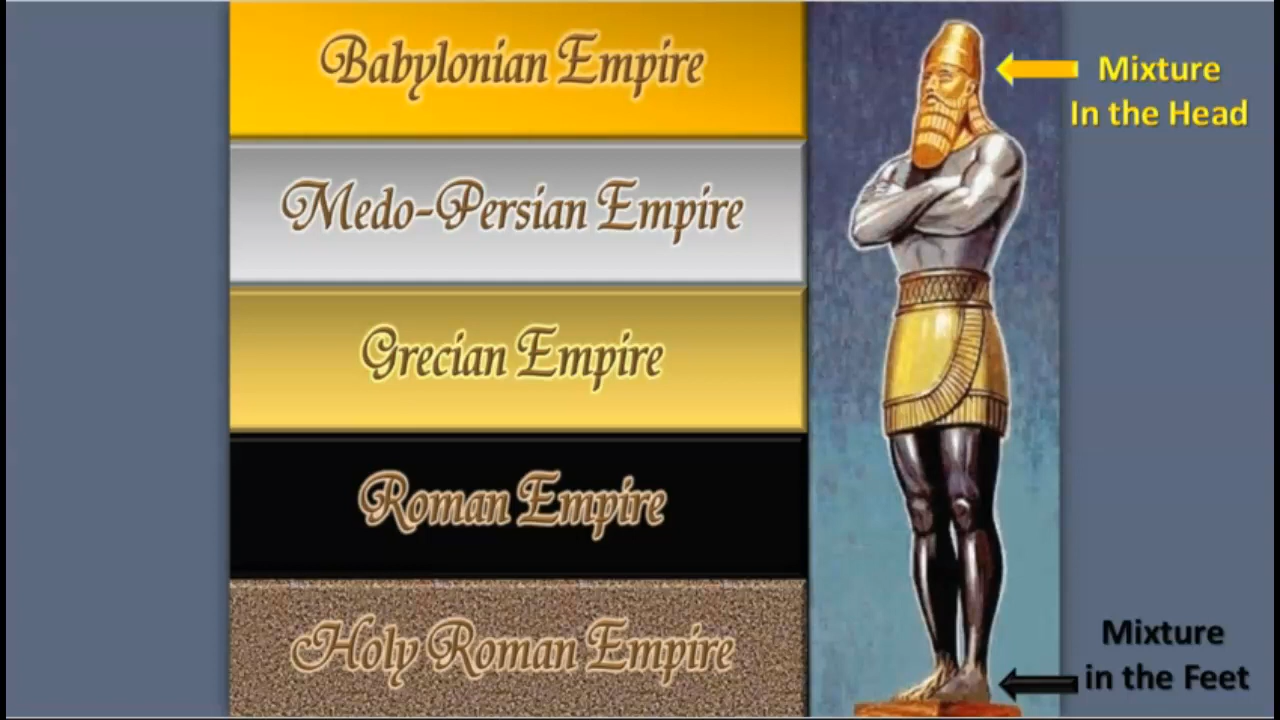 Babylonian Empire
Medo-Persian Empire
Grecian Empire
Roman Empire
Holy Roman Empire
Mixture
In the Head
Mixture
in the Feet